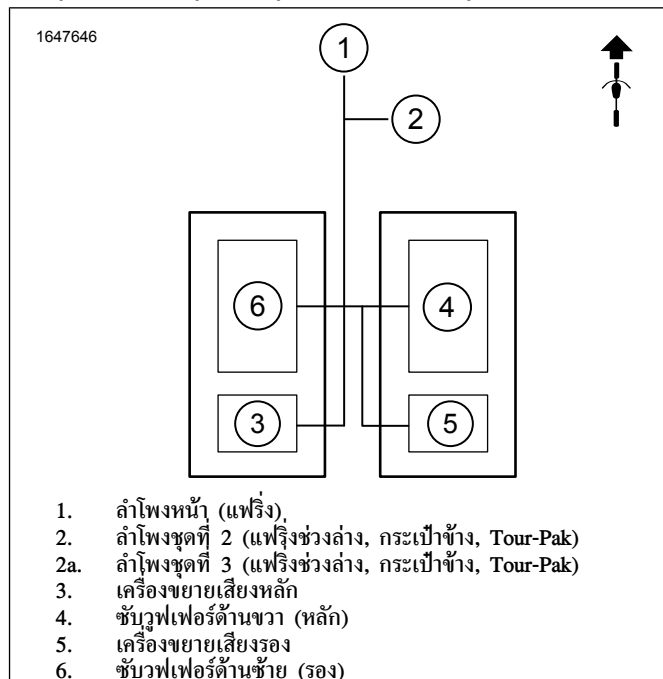 1647646
1
2
6
4
3
5
1. ลำโพงหน้า (แฟริ่ง)
2. ลำโพงชุดที่ 2 (แฟริ่งช่วงล่าง, กระเป๋าข้าง, Tour-Pak)
2a. ลำโพงชุดที่ 3 (แฟริ่งช่วงล่าง, กระเป๋าข้าง, Tour-Pak)
3. เครื่องขยายเสียงหลัก
4. ซับวูฟเฟอร์ด้านขวา (หลัก)
5. เครื่องขยายเสียงรอง
6. ซับวูฟเฟอร์ด้านซ้าย (รอง)